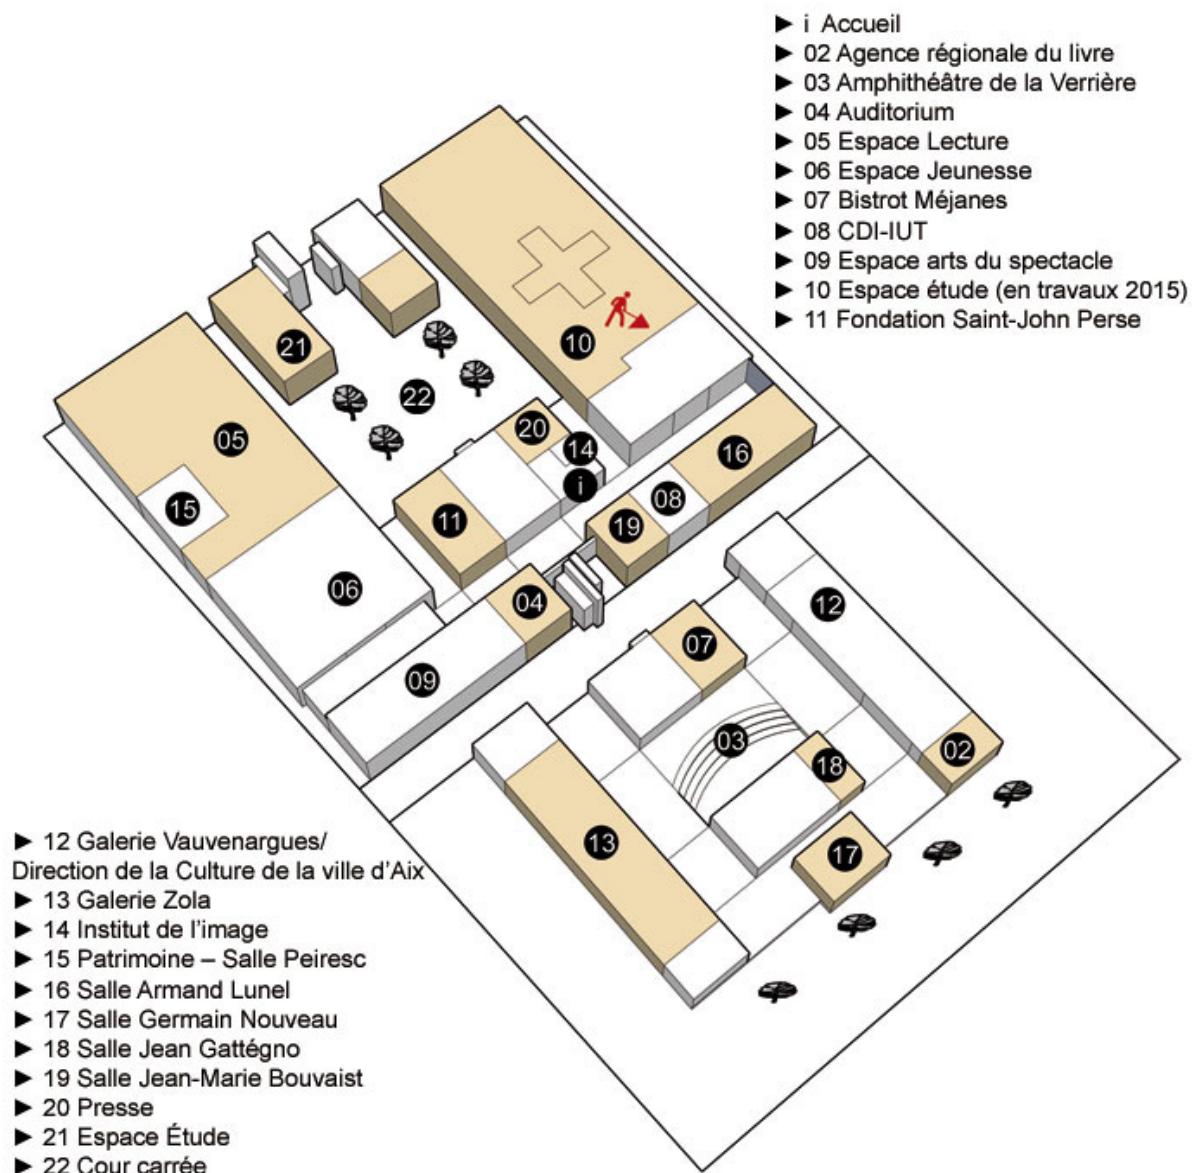 ► i Accueil
► 02 Agence régionale du livre
► 03 Amphithéâtre de la Verrière
► 04 Auditorium
► 05 Espace Lecture
► 06 Espace Jeunesse
► 07 Bistrot Méjanes
► 08 CDI-IUT
► 09 Espace arts du spectacle
► 10 Espace étude (en travaux 2015)
► 11 Fondation Saint-John Perse
10
21
22
20
14
16
05
i
08
15
11
19
06
04
12
07
09
03
02
18
13
17
► 12 Galerie Vauvenargues/
Direction de la Culture de la ville d'Aix
► 13 Galerie Zola
► 14 Institut de l'image
► 15 Patrimoine – Salle Peiresc
► 16 Salle Armand Lunel
► 17 Salle Germain Nouveau
► 18 Salle Jean Gattégno
► 19 Salle Jean-Marie Bouvaist
► 20 Presse
► 21 Espace Étude
► 22 Cour carrée